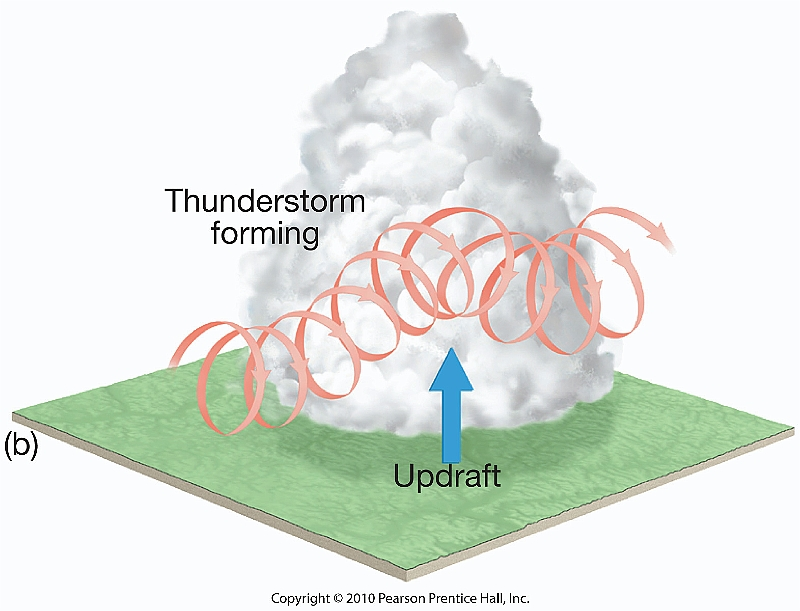 Thunderstorm
forming
(b)
Updraft
Copyright © 2010 Pearson Prentice Hall, Inc.